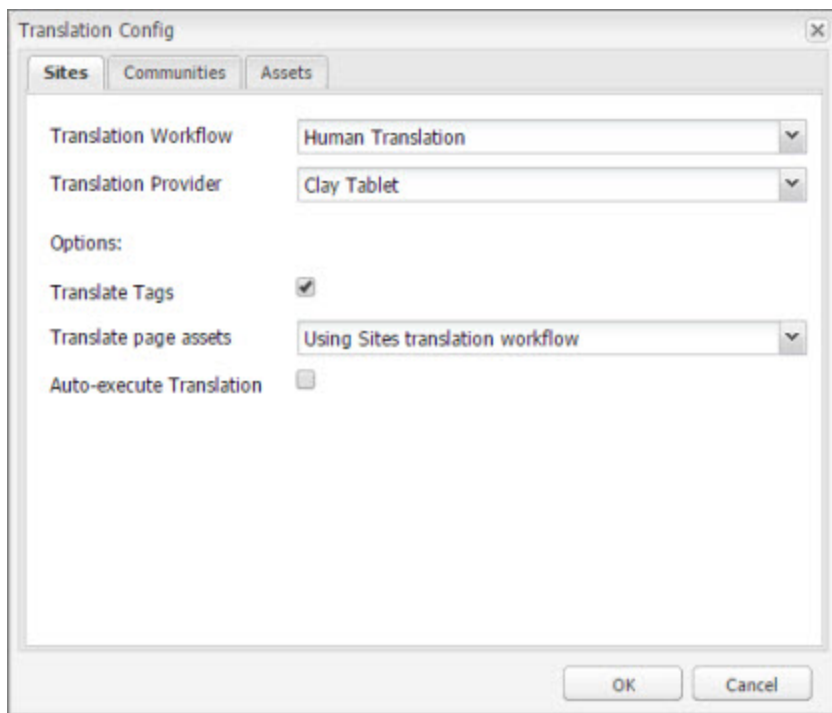 Translation Config
Sites Communities Assets
Translation Workflow Human Translation
Translation Provider Clay Tablet
Options:
Translate Tags
Translate page assets Using Sites translation workflow
Auto-execute Translation
OK Cancel